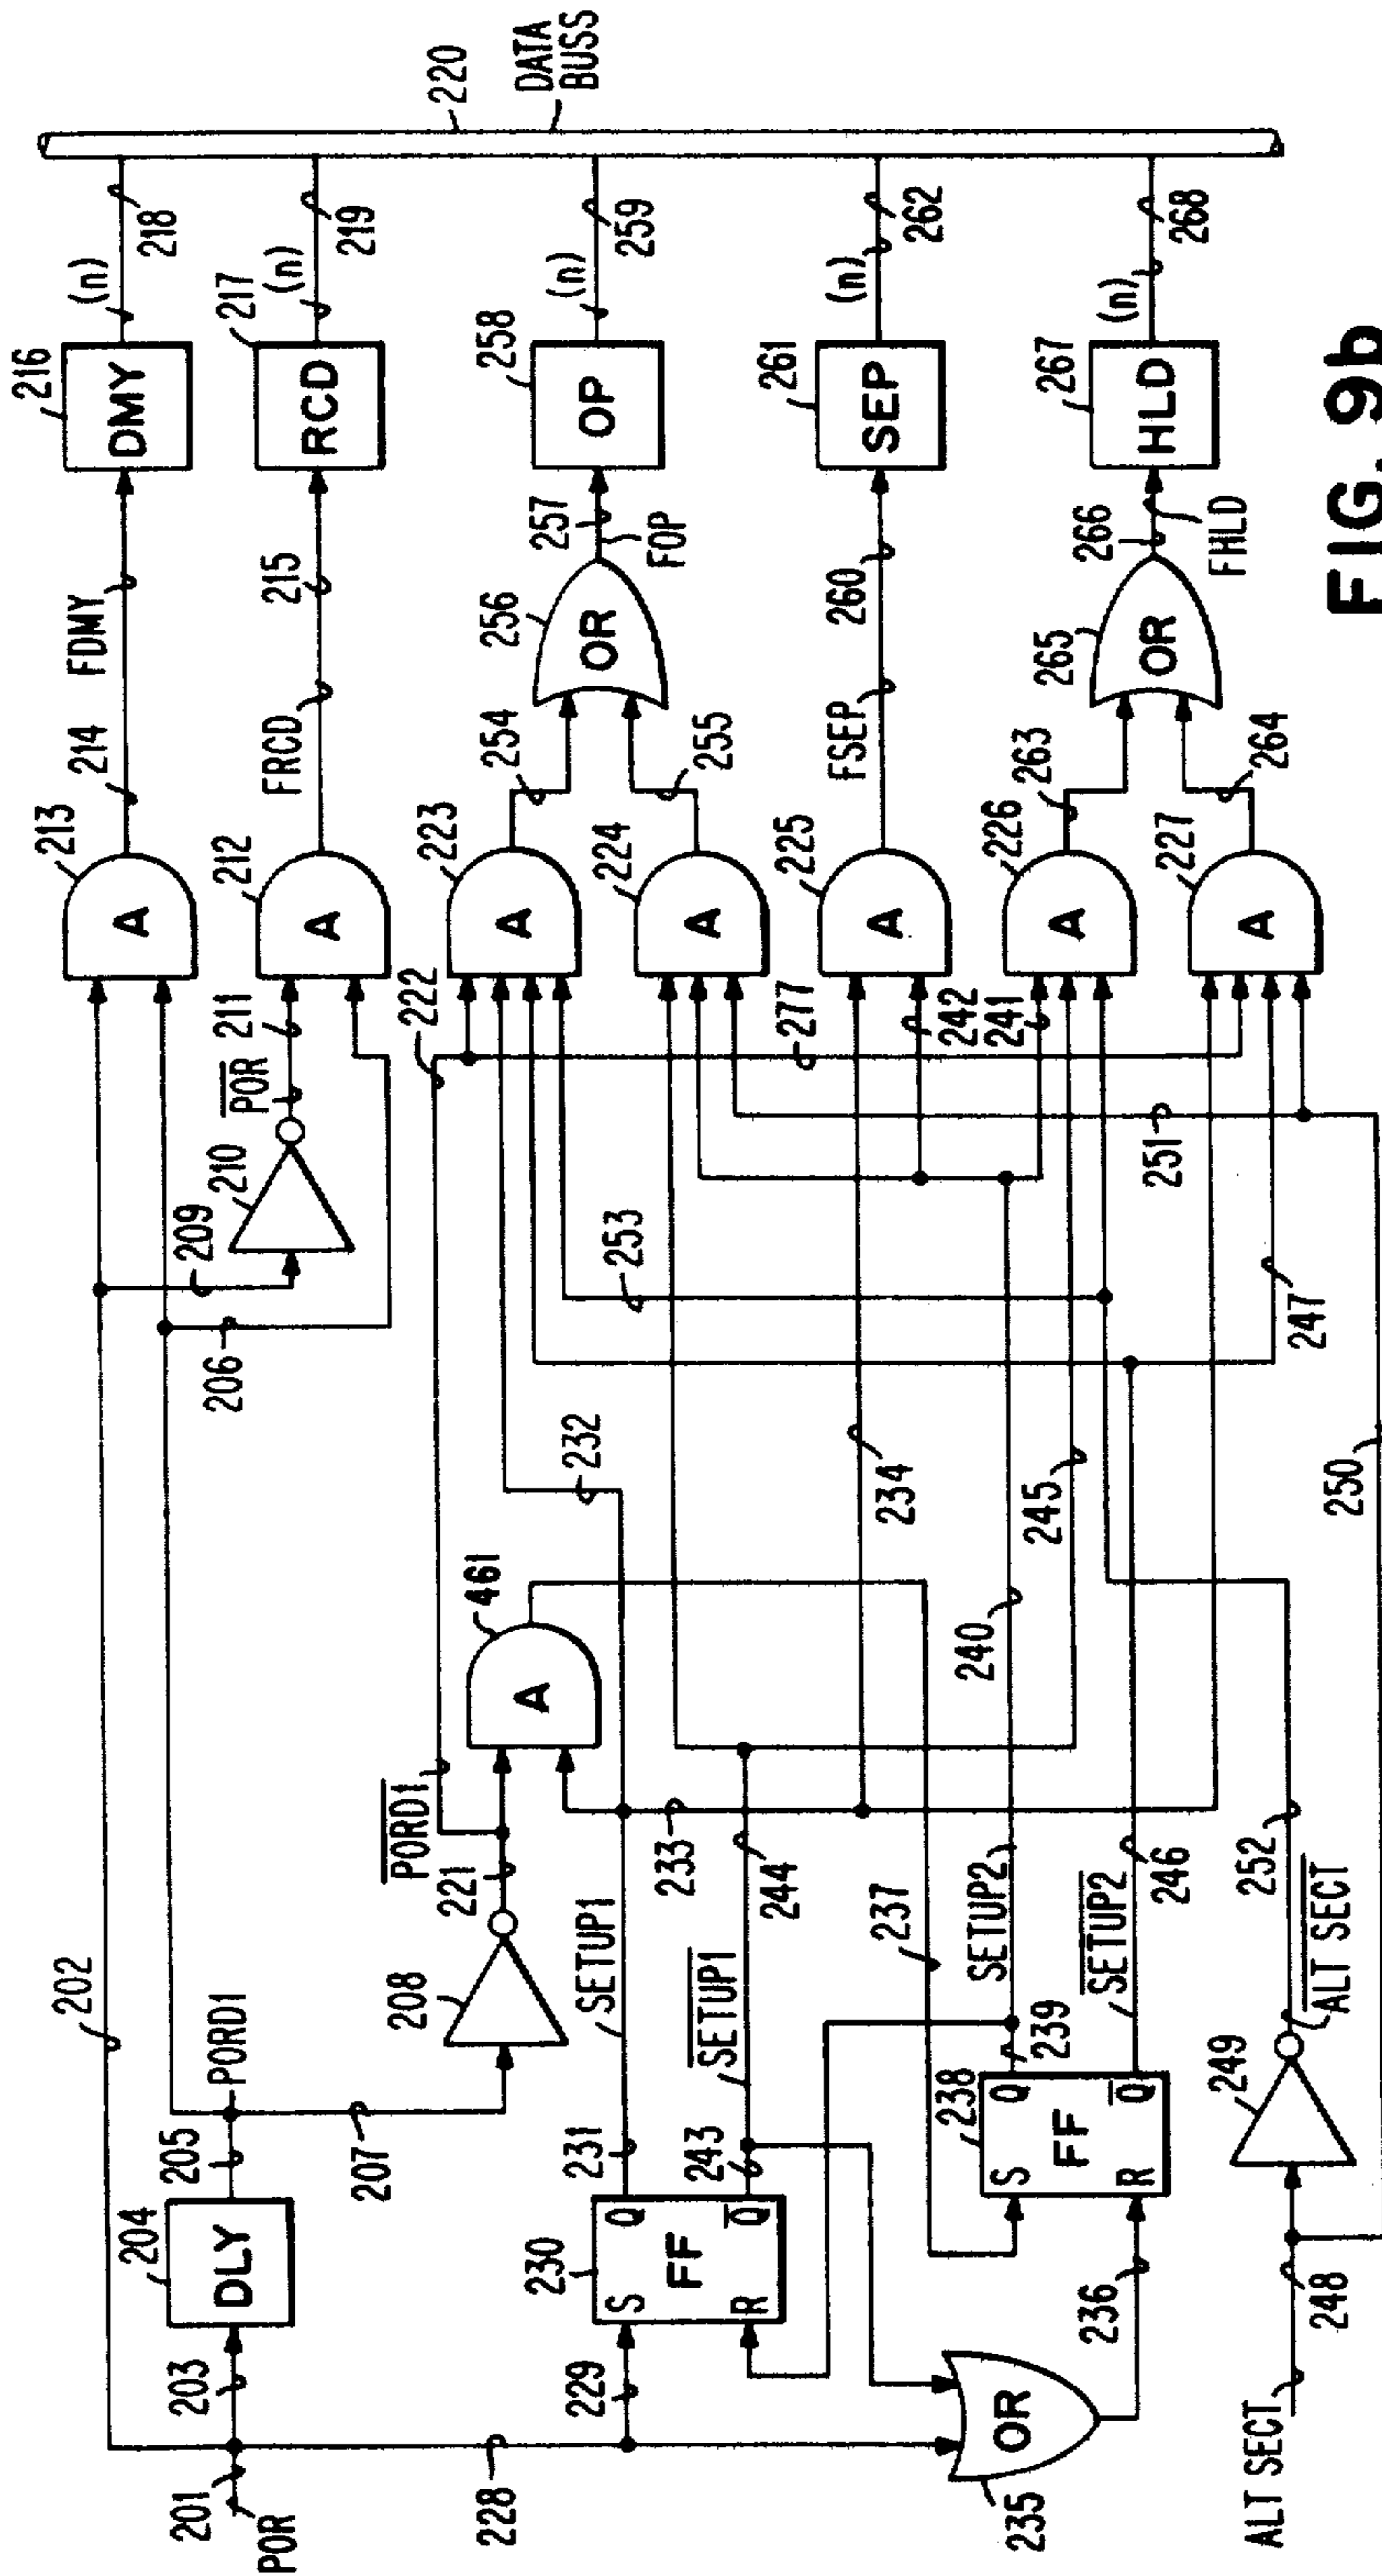 201
POR
202
203
204
DLY
205
PORD1
206
207
208
209
210
POR
211
212
A
213
A
214
FDMY
FRCD
215
216
DMY
217
RCD
(n)
218
(n)
219
220
DATA
BUSS
221
PORD1
222
461
A
223
A
224
A
225
A
226
A
227
A
228
229
230
S
FF
R
Q
Q
231
SETUP1
232
233
234
235
OR
236
237
238
S
FF
R
Q
Q
239
SETUP2
240
241
242
243
SETUP1
244
245
SETUP2
246
247
ALT SECT
248
249
ALT SECT
252
250
251
253
277
254
255
256
OR
257
FOP
258
OP
(n)
259
FSEP
260
261
SEP
(n)
262
263
264
265
OR
266
FHLD
267
HLD
(n)
268
FIG. 9b